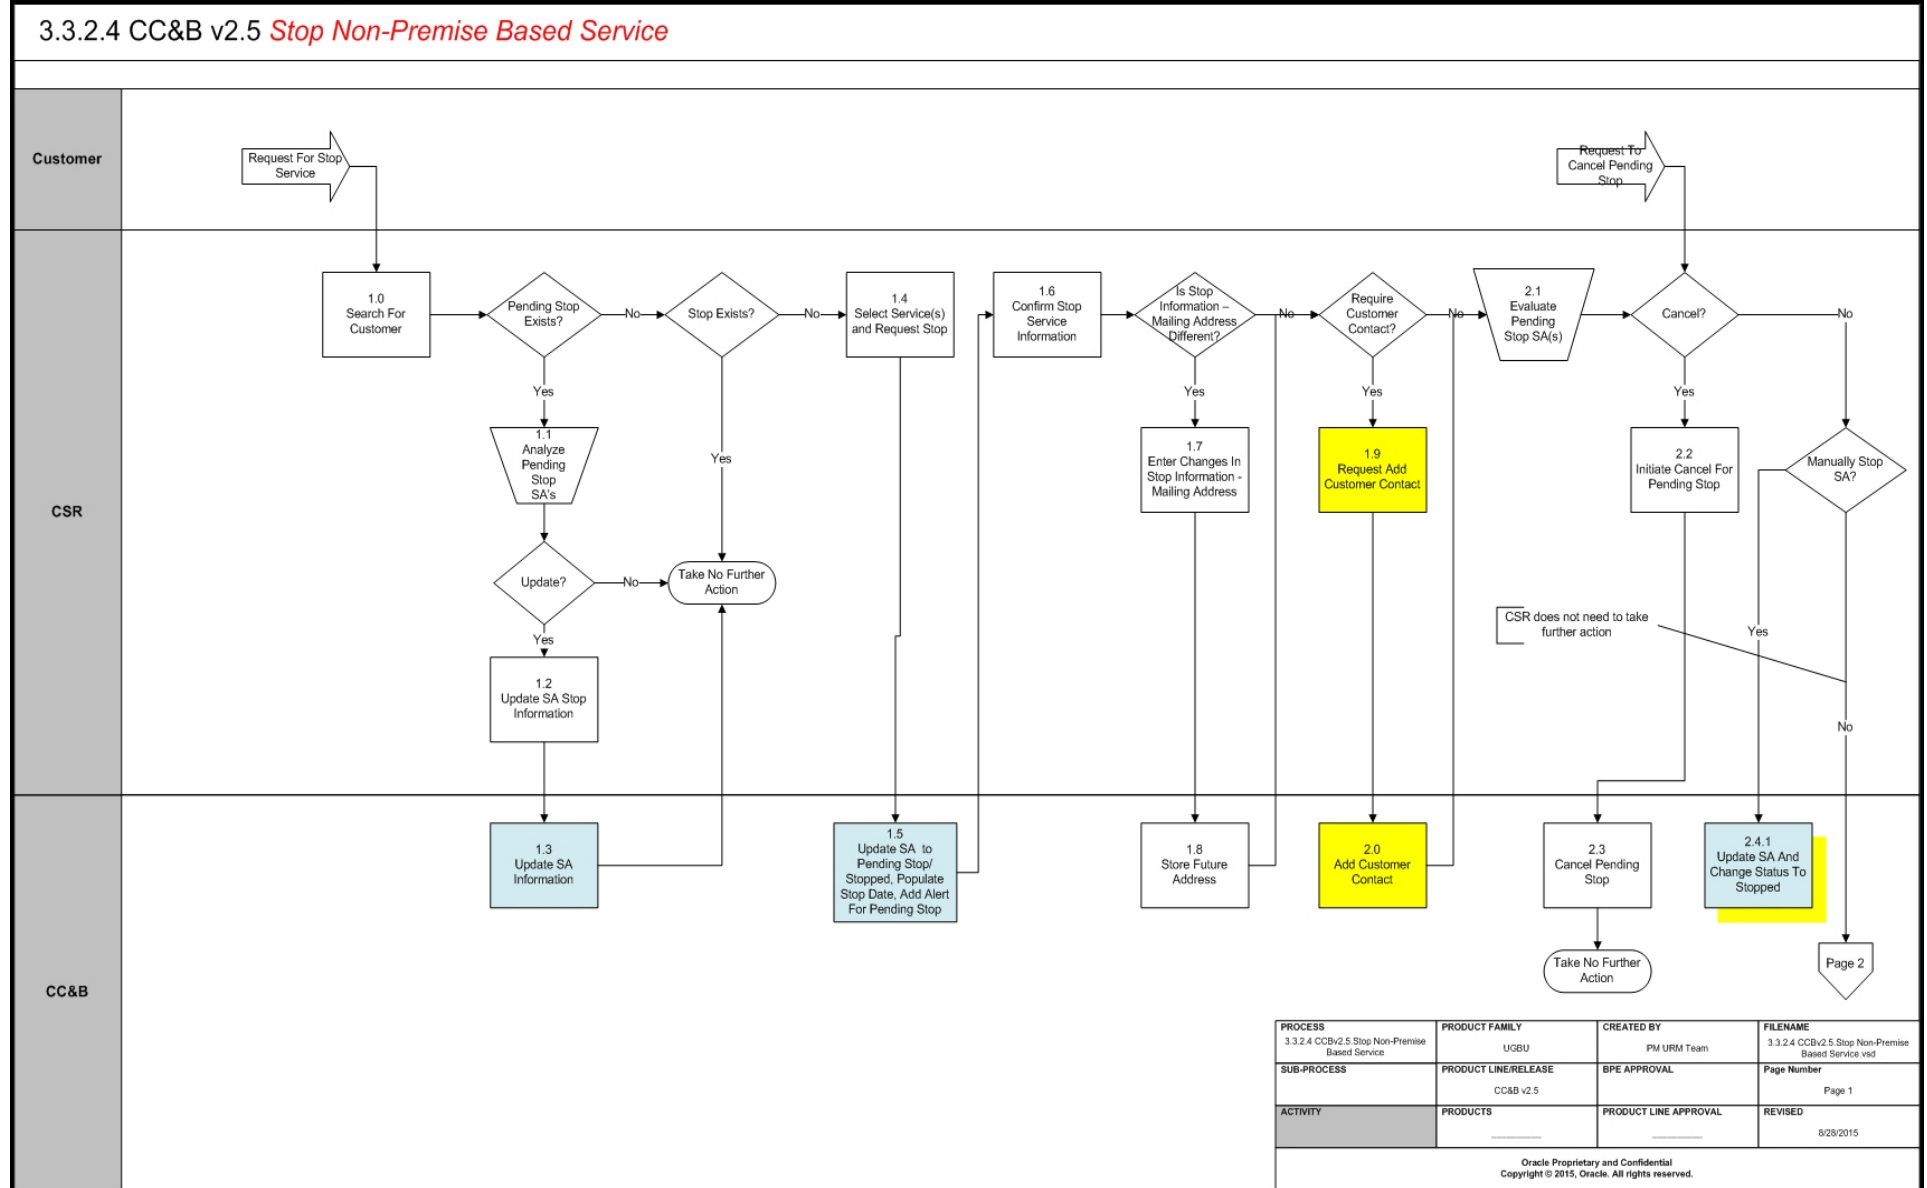 3.3.2.4 CC&B v2.5 Stop Non-Premise Based Service
Customer
Request For Stop
Service
Request To
Cancel Pending
Stop
CSR
1.0
Search For
Customer
Pending Stop
Exists?
No
Stop Exists?
No
1.4
Select Service(s)
and Request Stop
1.6
Confirm Stop
Service
Information
Is Stop
Information –
Mailing Address
Different?
No
Require
Customer
Contact?
No
2.1
Evaluate
Pending
Stop SA(s)
Cancel?
No
Yes
Yes
Yes
Yes
1.1
Analyze
Pending
Stop
SA's
Yes
1.7
Enter Changes In
Stop Information -
Mailing Address
1.9
Request Add
Customer Contact
2.2
Initiate Cancel For
Pending Stop
Manually Stop
SA?
Update?
No
Take No Further
Action
CSR does not need to take
further action
Yes
Yes
1.2
Update SA Stop
Information
No
CC&B
1.3
Update SA
Information
1.5
Update SA to
Pending Stop/
Stopped, Populate
Stop Date, Add Alert
For Pending Stop
1.8
Store Future
Address
2.0
Add Customer
Contact
2.3
Cancel Pending
Stop
2.4.1
Update SA And
Change Status To
Stopped
Take No Further
Action
Page 2
PROCESS
3.3.2.4 CCBv2.5.Stop Non-Premise
Based Service
PRODUCT FAMILY
UGBU
CREATED BY
PM URM Team
FILENAME
3.3.2.4 CCBv2.5.Stop Non-Premise
Based Service.vsd
SUB-PROCESS
PRODUCT LINE/RELEASE
CC&B v2.5
BPE APPROVAL
Page Number
Page 1
ACTIVITY
PRODUCTS
PRODUCT LINE APPROVAL
REVISED
8/28/2015
Oracle Proprietary and Confidential
Copyright © 2015, Oracle. All rights reserved.